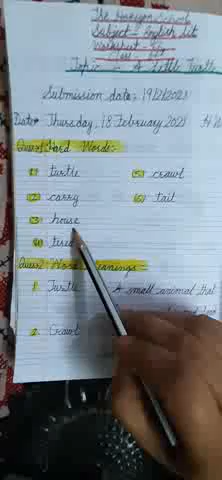 The Horizon School
Subject - English Lit
Worksheet -
Class -
Topic :- A Little Turtle
Submission date: 19/2/2021
Date: Thursday, 18 February 2021 H.W
Ques1 Hard Words:-
(1) turtle (5) crawl
(2) carry (6) tail
(3) house
(4) tired
Ques2 Word Meanings:-
1. Turtle - A small animal that
2. Crawl